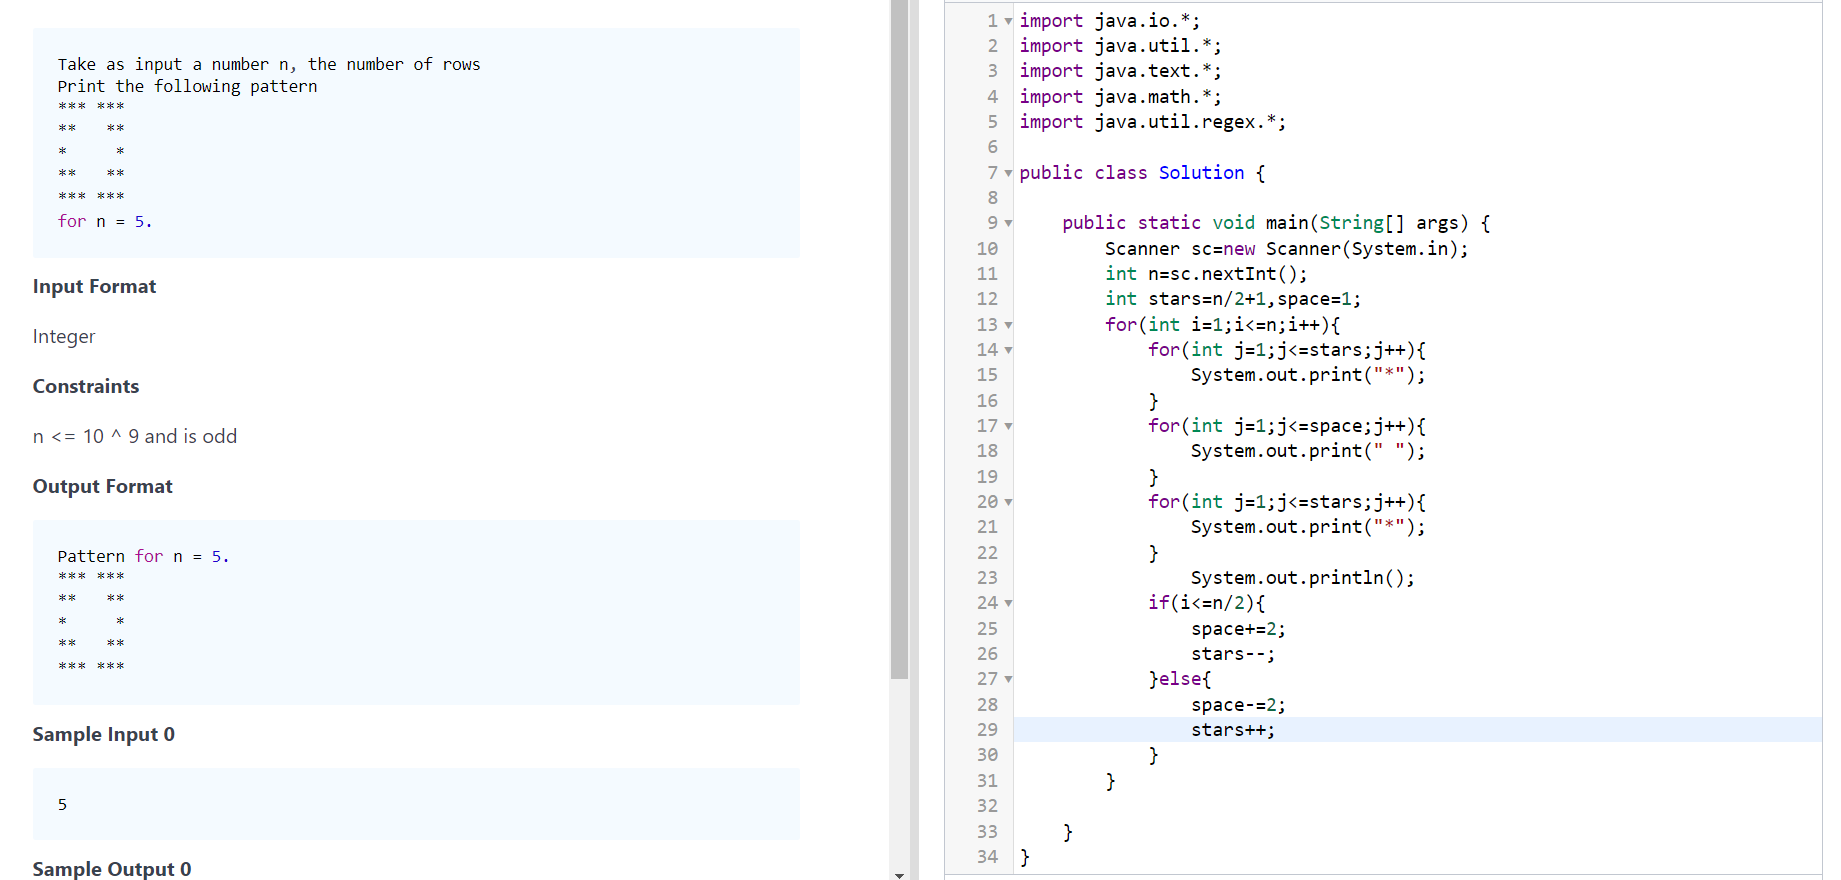 Take as input a number n, the number of rows
Print the following pattern
*** ***
**   **
*     *
**   **
*** ***
for n = 5.
Input Format
Integer
Constraints
n <= 10 ^ 9 and is odd
Output Format
Pattern for n = 5.
*** ***
**   **
*     *
**   **
*** ***
Sample Input 0
5
Sample Output 0
1 import java.io.*;
2 import java.util.*;
3 import java.text.*;
4 import java.math.*;
5 import java.util.regex.*;
6
7 public class Solution {
8
9     public static void main(String[] args) {
10         Scanner sc=new Scanner(System.in);
11         int n=sc.nextInt();
12         int stars=n/2+1,space=1;
13         for(int i=1;i<=n;i++){
14             for(int j=1;j<=stars;j++){
15                 System.out.print("*");
16             }
17             for(int j=1;j<=space;j++){
18                 System.out.print(" ");
19             }
20             for(int j=1;j<=stars;j++){
21                 System.out.print("*");
22             }
23                 System.out.println();
24             if(i<=n/2){
25                 space+=2;
26                 stars--;
27             }else{
28                 space-=2;
29                 stars++;
30             }
31         }
32
33     }
34 }